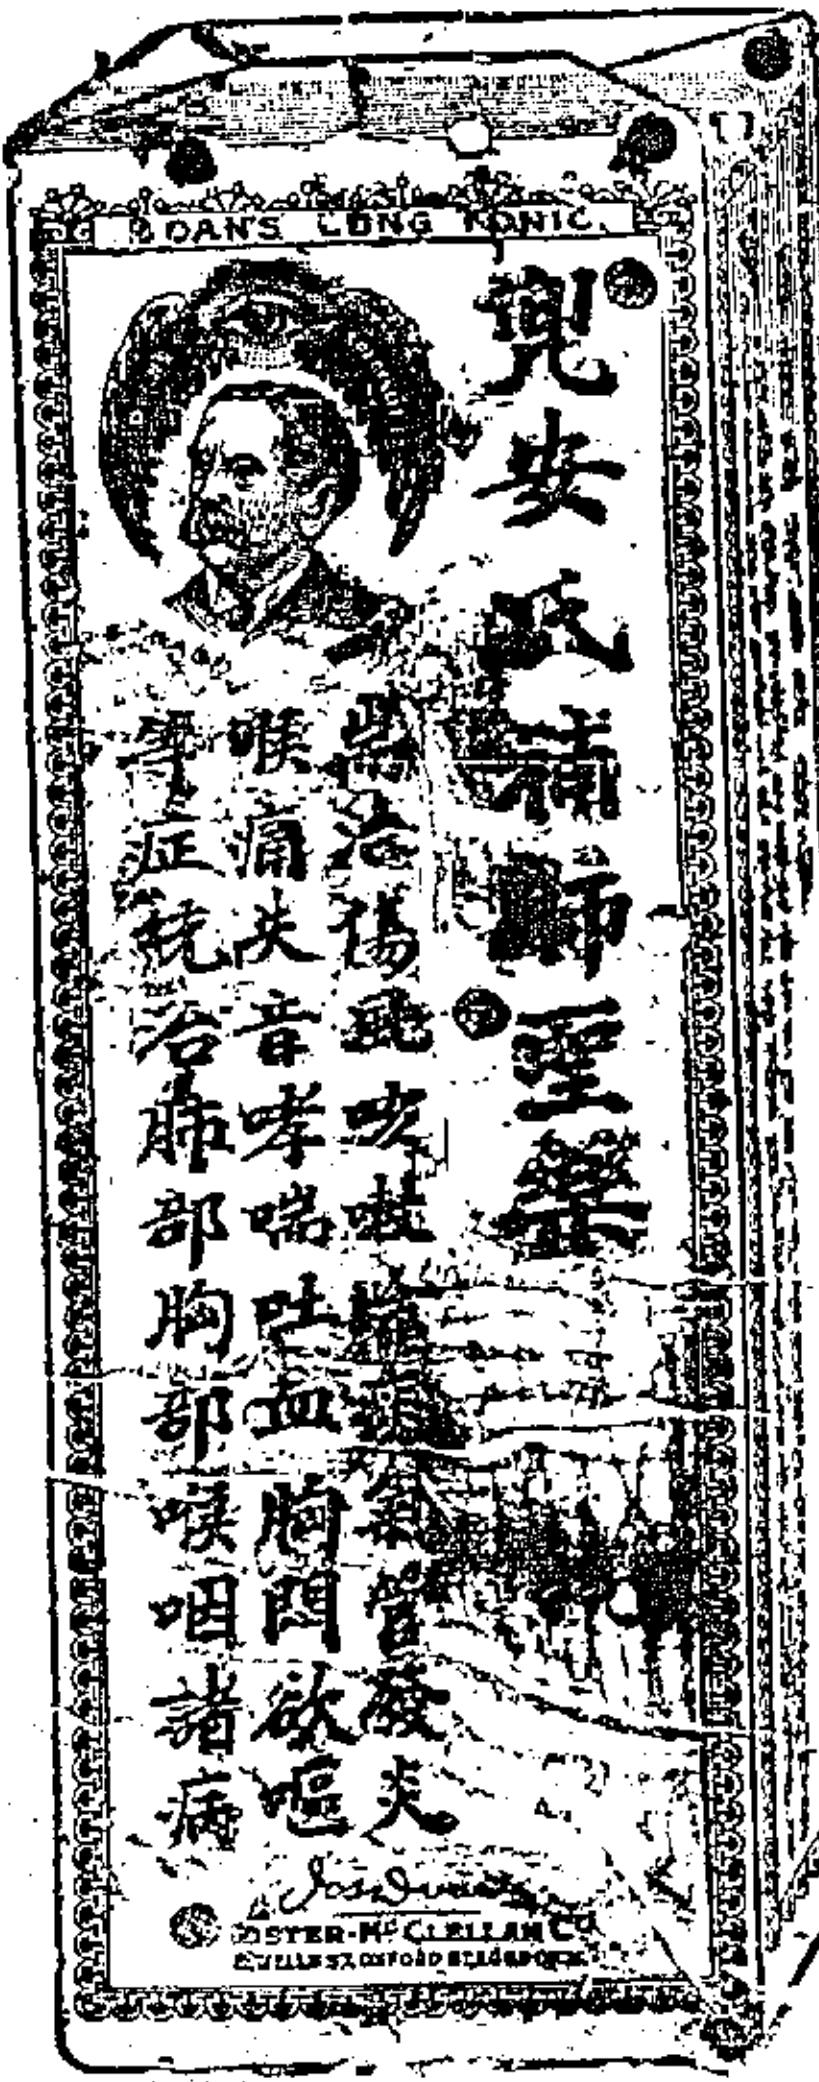 DOAN'S LUNG TONIC
兜安氏補肺聖藥
治傷風咳嗽氣管發炎
喉痛失音哮喘吐血胸悶欲嘔
等症統治肺部胸部喉咽諸病
FOSTER-McCLELLAN Co